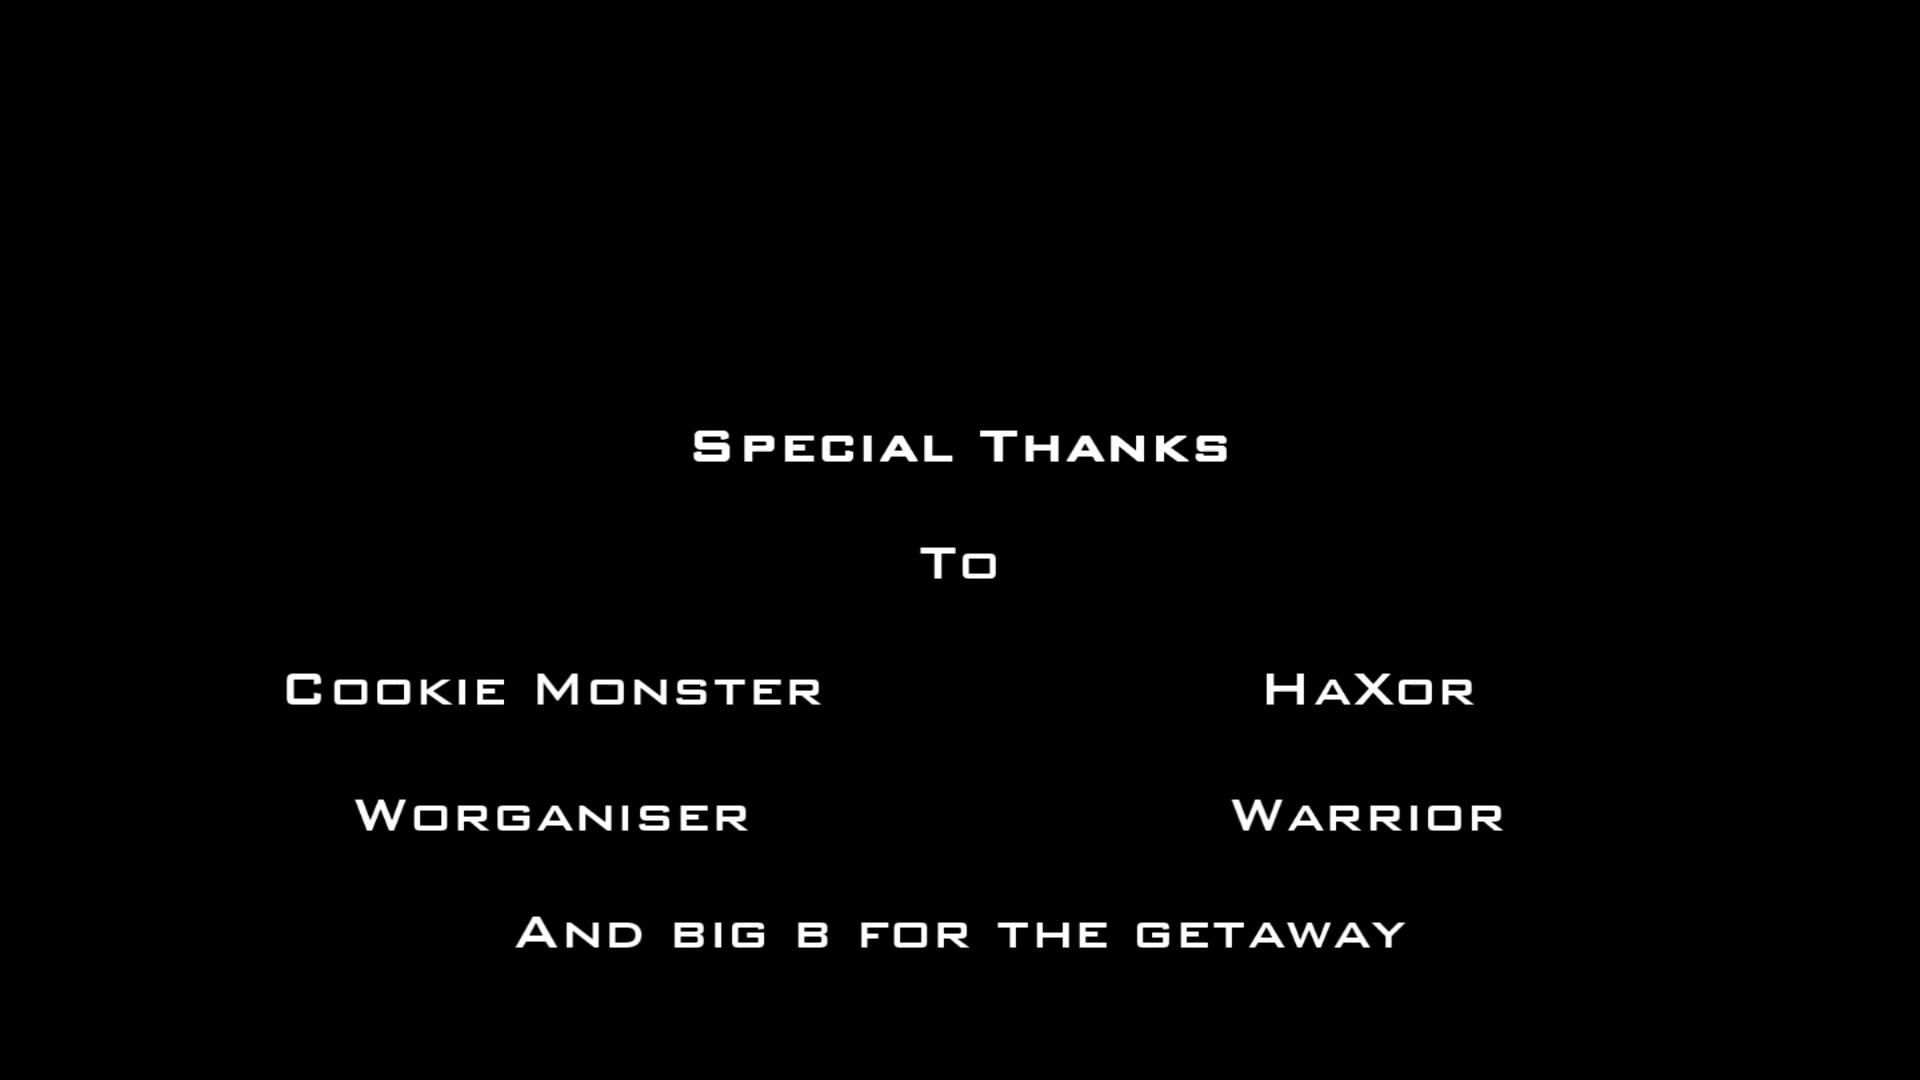 Special Thanks
To
Cookie Monster HaXor
Worganiser Warrior
And big b for the getaway